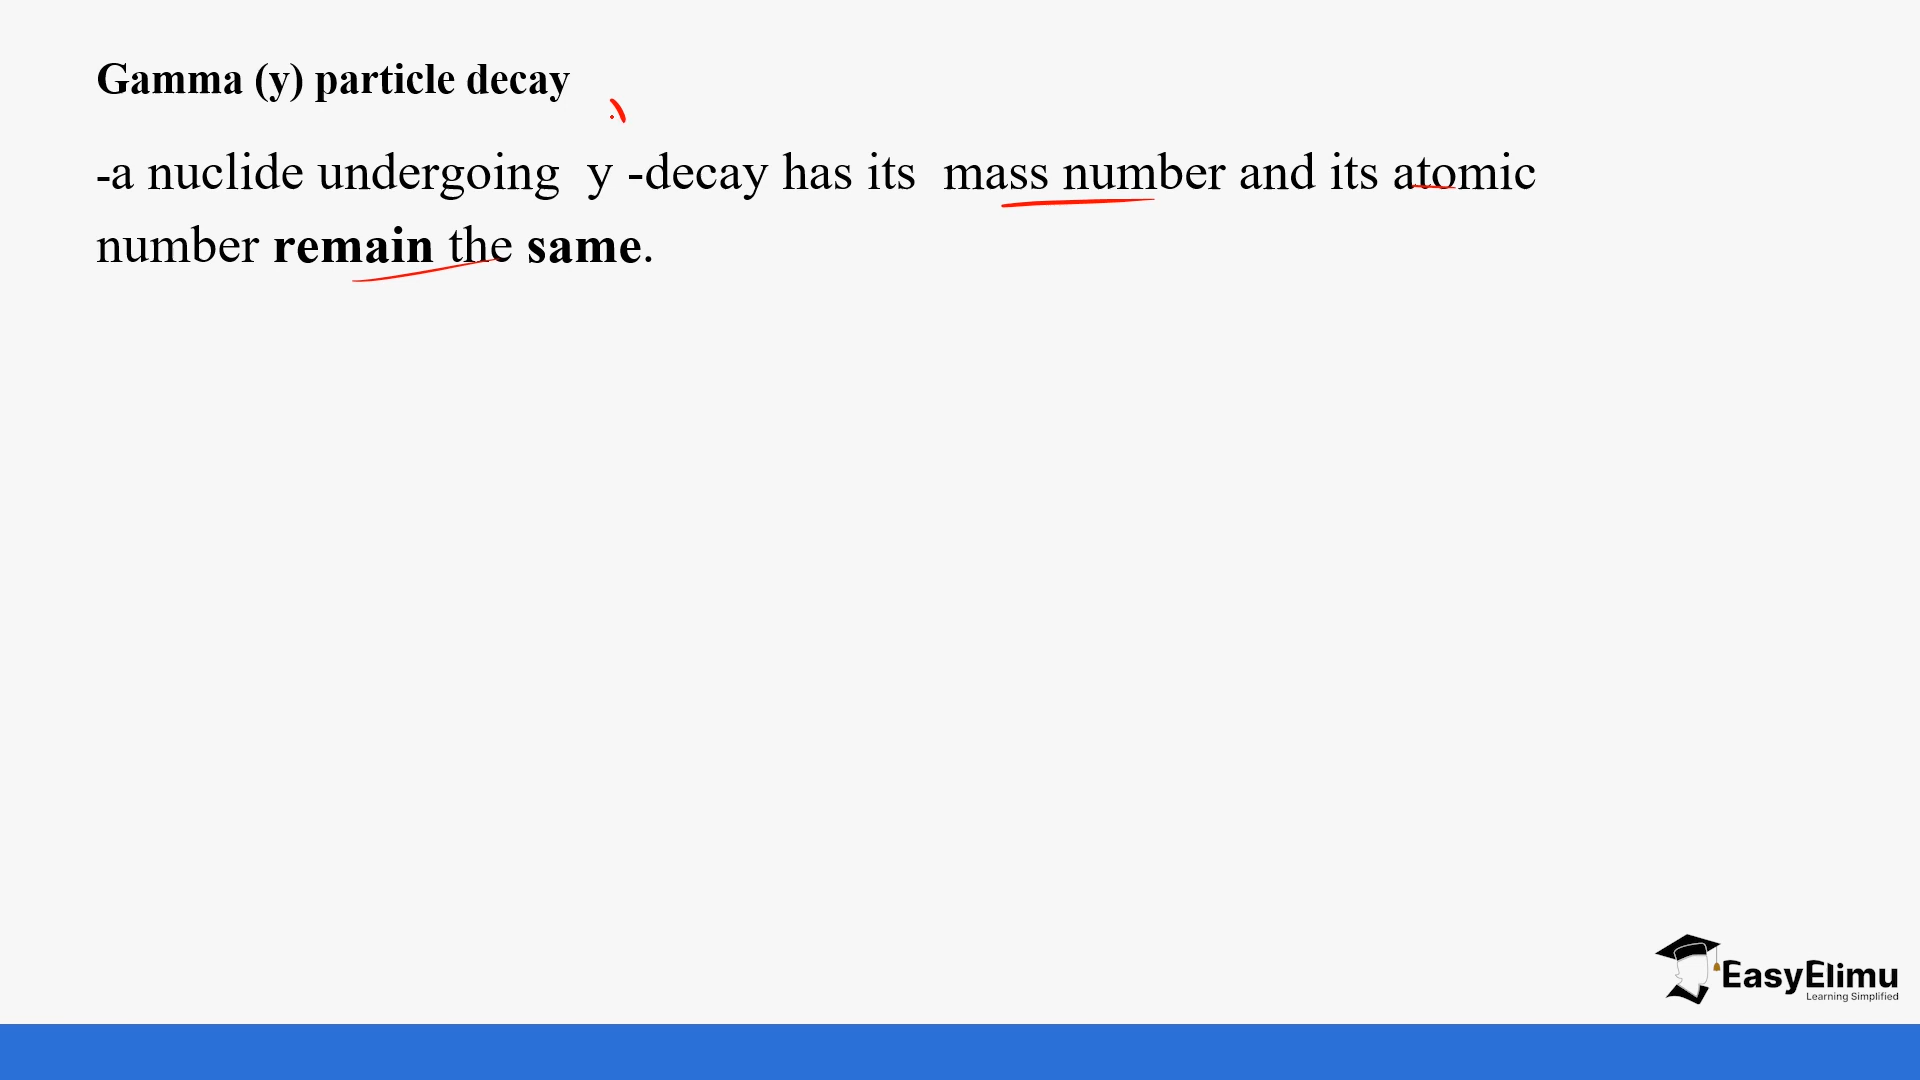 Gamma (y) particle decay
-a nuclide undergoing y -decay has its mass number and its atomic
number remain the same.
EasyElimu
Learning Simplified